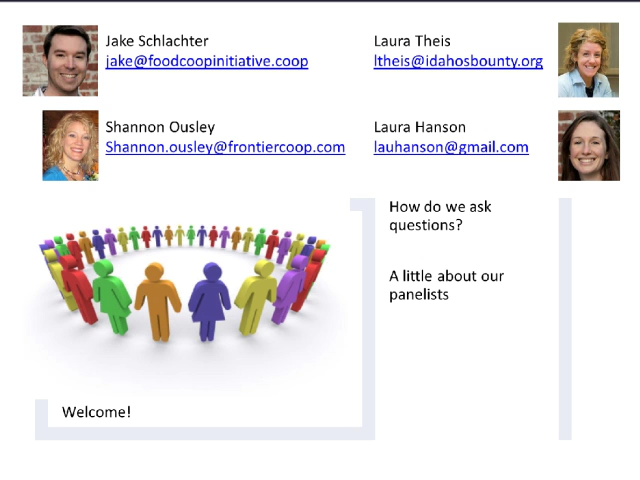 Jake Schlachter
jake@foodcoopinitiative.coop
Laura Theis
ltheis@idahosbounty.org
Shannon Ousley
Shannon.ousley@frontiercoop.com
Laura Hanson
lauhanson@gmail.com
How do we ask
questions?
A little about our
panelists
Welcome!